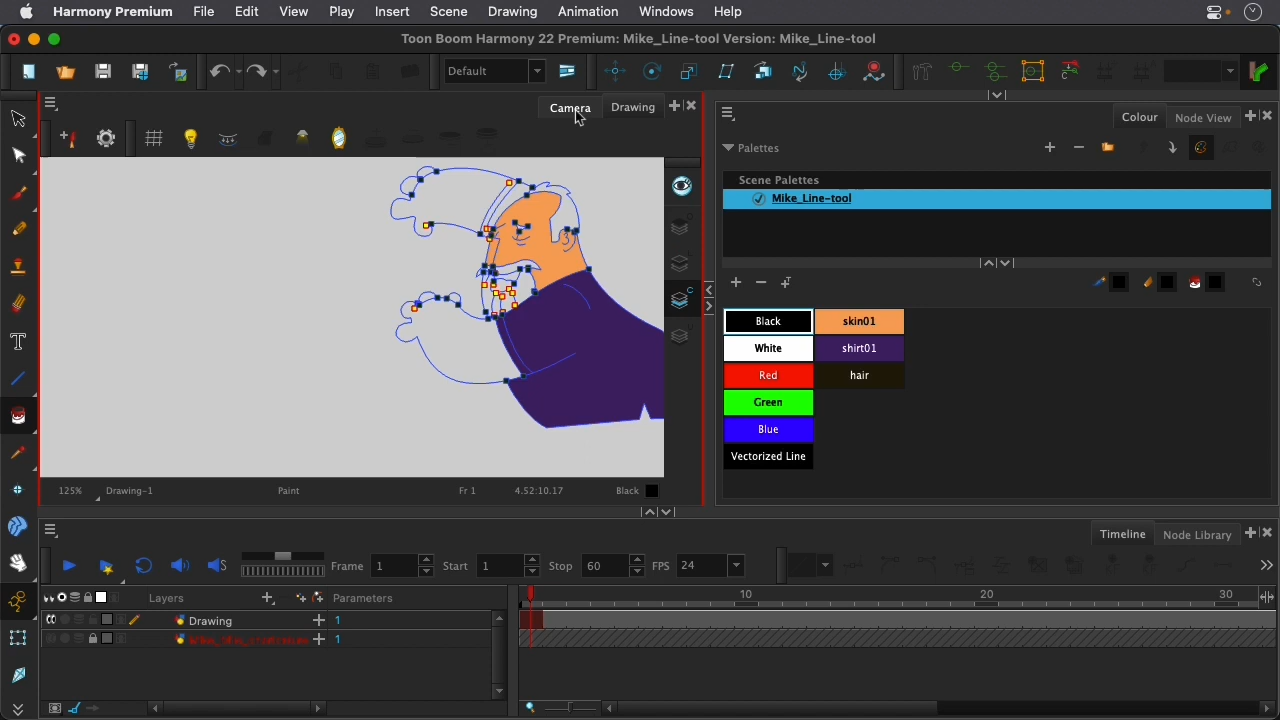 Harmony Premium File Edit View Play Insert Scene Drawing Animation Windows Help
Toon Boom Harmony 22 Premium: Mike_Line-tool Version: Mike_Line-tool
Default
Camera Drawing
Colour Node View
Palettes
Scene Palettes
Mike_Line-tool
Black skin01
White shirt01
Red hair
Green
Blue
Vectorized Line
125% Drawing-1 Paint Fr 1 4.52:10.17 Black
Timeline Node Library
Frame 1 Start 1 Stop 60 FPS 24
Layers Parameters 10 20 30
Drawing 1
1